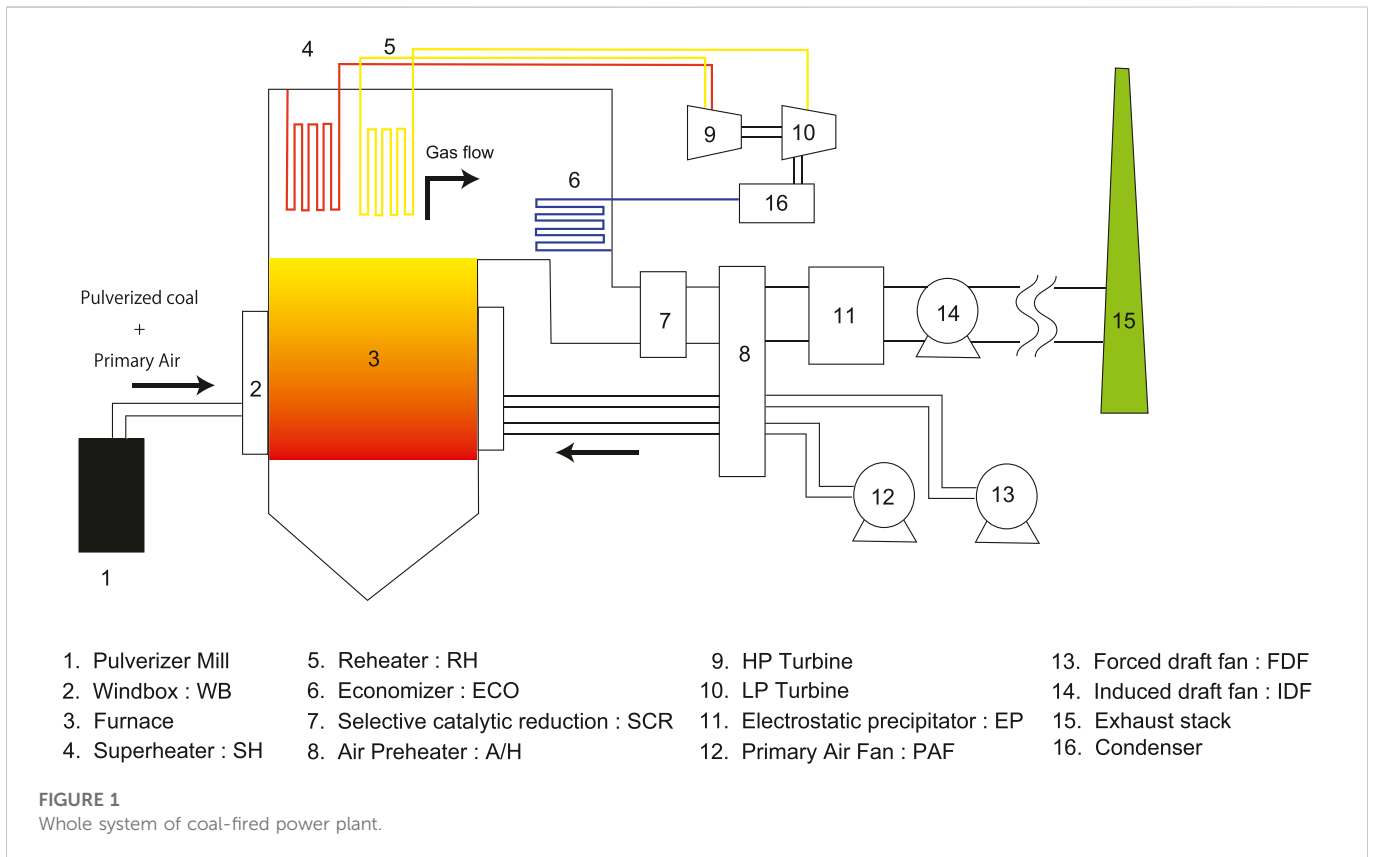 4
5
Gas flow
9
10
6
16
Pulverized coal
+
Primary Air
2
3
7
8
11
14
15
12
13
1
1. Pulverizer Mill
2. Windbox : WB
3. Furnace
4. Superheater : SH
5. Reheater : RH
6. Economizer : ECO
7. Selective catalytic reduction : SCR
8. Air Preheater : A/H
9. HP Turbine
10. LP Turbine
11. Electrostatic precipitator : EP
12. Primary Air Fan : PAF
13. Forced draft fan : FDF
14. Induced draft fan : IDF
15. Exhaust stack
16. Condenser
FIGURE 1
Whole system of coal-fired power plant.